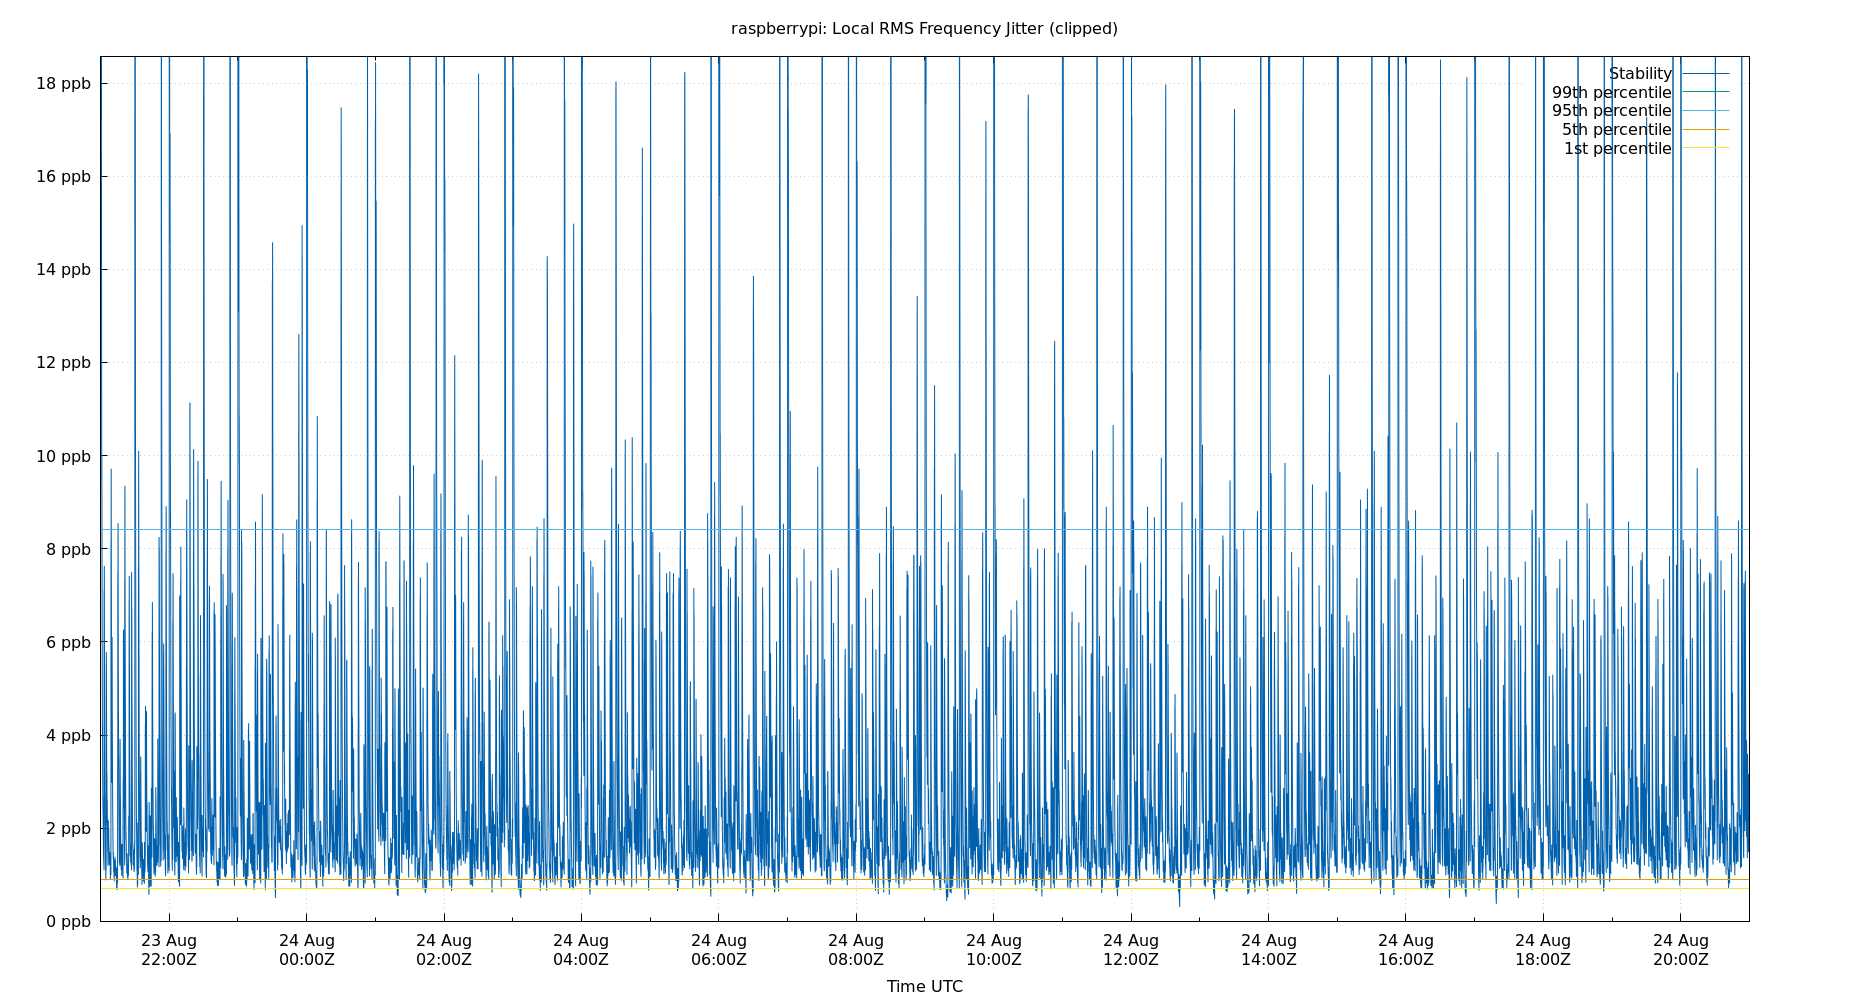 raspberrypi: Local RMS Frequency Jitter (clipped)
18 ppb
16 ppb
14 ppb
12 ppb
10 ppb
8 ppb
6 ppb
4 ppb
2 ppb
0 ppb
Stability
99th percentile
95th percentile
5th percentile
1st percentile
23 Aug 24 Aug 24 Aug 24 Aug 24 Aug 24 Aug 24 Aug 24 Aug 24 Aug 24 Aug 24 Aug 24 Aug
22:00Z 00:00Z 02:00Z 04:00Z 06:00Z 08:00Z 10:00Z 12:00Z 14:00Z 16:00Z 18:00Z 20:00Z
Time UTC